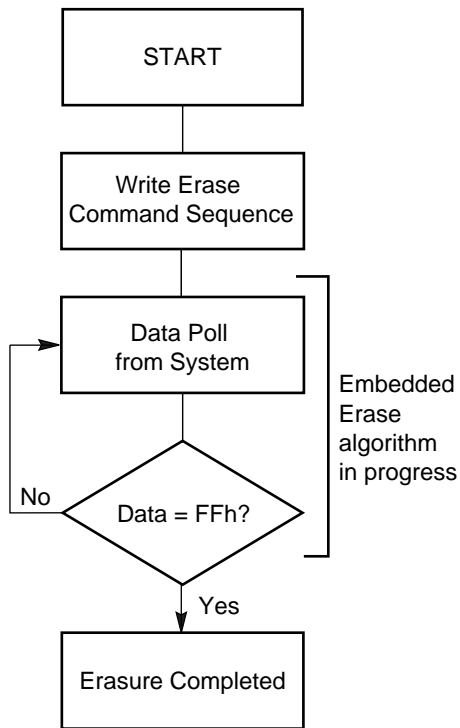 START
Write Erase
Command Sequence
Data Poll
from System
Embedded
Erase
algorithm
in progress
No
Data = FFh?
Yes
Erasure Completed